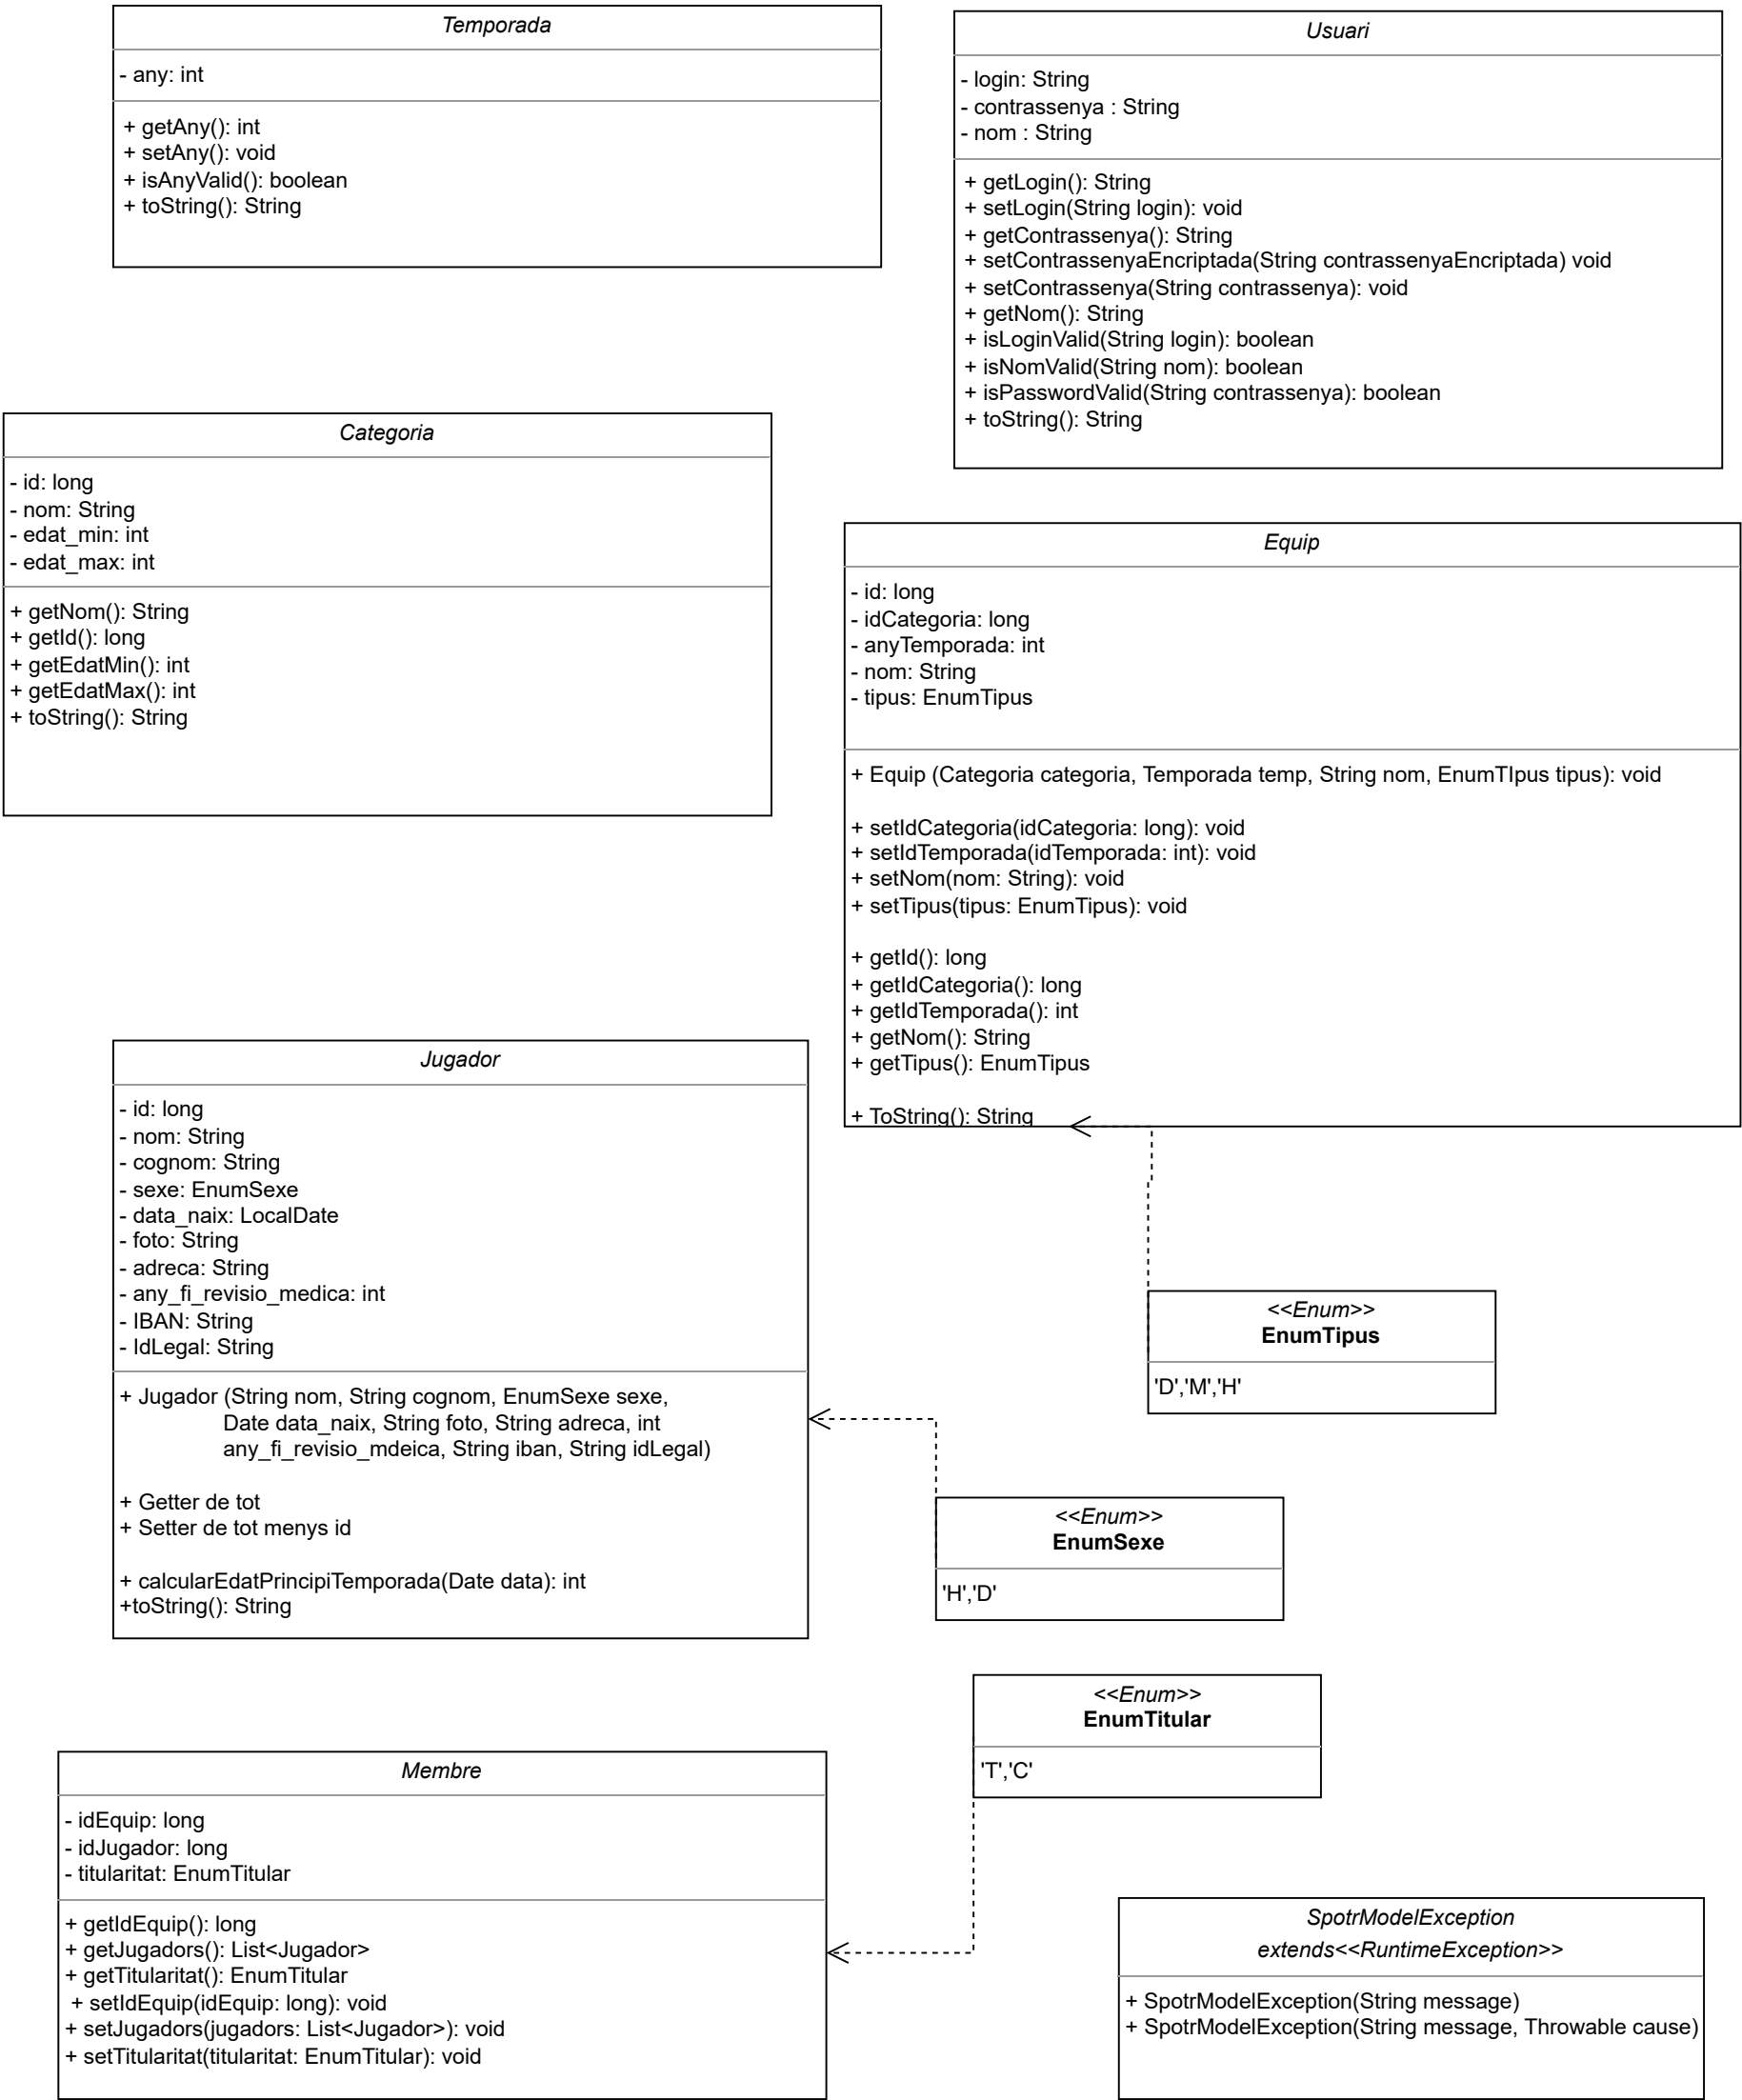 Temporada
- any: int
+ getAny(): int
+ setAny(): void
+ isAnyValid(): boolean
+ toString(): String
Usuari
- login: String
- contrassenya : String
- nom : String
+ getLogin(): String
+ setLogin(String login): void
+ getContrassenya(): String
+ setContrassenyaEncriptada(String contrassenyaEncriptada) void
+ setContrassenya(String contrassenya): void
+ getNom(): String
+ isLoginValid(String login): boolean
+ isNomValid(String nom): boolean
+ isPasswordValid(String contrassenya): boolean
+ toString(): String
Categoria
- id: long
- nom: String
- edat_min: int
- edat_max: int
+ getNom(): String
+ getId(): long
+ getEdatMin(): int
+ getEdatMax(): int
+ toString(): String
Equip
- id: long
- idCategoria: long
- anyTemporada: int
- nom: String
- tipus: EnumTipus
+ Equip (Categoria categoria, Temporada temp, String nom, EnumTIpus tipus): void
+ setIdCategoria(idCategoria: long): void
+ setIdTemporada(idTemporada: int): void
+ setNom(nom: String): void
+ setTipus(tipus: EnumTipus): void
+ getId(): long
+ getIdCategoria(): long
+ getIdTemporada(): int
+ getNom(): String
+ getTipus(): EnumTipus
+ ToString(): String
Jugador
- id: long
- nom: String
- cognom: String
- sexe: EnumSexe
- data_naix: LocalDate
- foto: String
- adreca: String
- any_fi_revisio_medica: int
- IBAN: String
- IdLegal: String
+ Jugador (String nom, String cognom, EnumSexe sexe,
Date data_naix, String foto, String adreca, int
any_fi_revisio_mdeica, String iban, String idLegal)
+ Getter de tot
+ Setter de tot menys id
+ calcularEdatPrincipiTemporada(Date data): int
+toString(): String
<<Enum>>
EnumTipus
'D','M','H'
<<Enum>>
EnumSexe
'H','D'
<<Enum>>
EnumTitular
'T','C'
Membre
- idEquip: long
- idJugador: long
- titularitat: EnumTitular
+ getIdEquip(): long
+ getJugadors(): List<Jugador>
+ getTitularitat(): EnumTitular
+ setIdEquip(idEquip: long): void
+ setJugadors(jugadors: List<Jugador>): void
+ setTitularitat(titularitat: EnumTitular): void
SpotrModelException
extends<<RuntimeException>>
+ SpotrModelException(String message)
+ SpotrModelException(String message, Throwable cause)